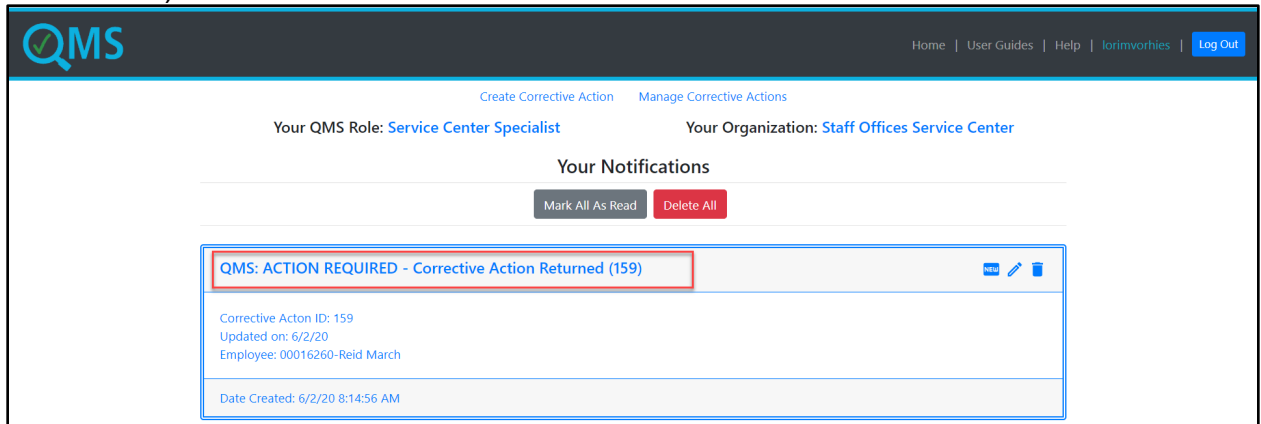 QMS
Home | User Guides | Help | lorimvorhies | Log Out
Create Corrective Action Manage Corrective Actions
Your QMS Role: Service Center Specialist Your Organization: Staff Offices Service Center
Your Notifications
Mark All As Read Delete All
QMS: ACTION REQUIRED - Corrective Action Returned (159) NEW
Corrective Acton ID: 159
Updated on: 6/2/20
Employee: 00016260-Reid March
Date Created: 6/2/20 8:14:56 AM